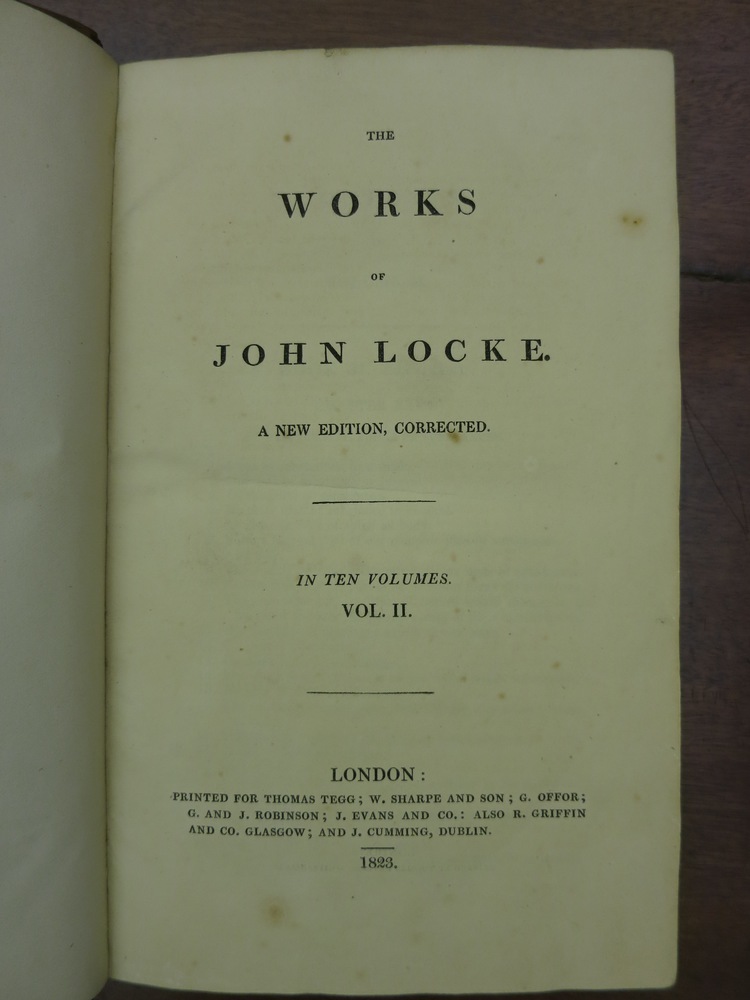 THE
WORKS
OF
JOHN LOCKE.
A NEW EDITION, CORRECTED.
IN TEN VOLUMES.
VOL. II.
LONDON:
PRINTED FOR THOMAS TEGG; W. SHARPE AND SON; G. OFFOR;
G. AND J. ROBINSON; J. EVANS AND CO.: ALSO R. GRIFFIN
AND CO. GLASGOW; AND J. CUMMING, DUBLIN.
1823.